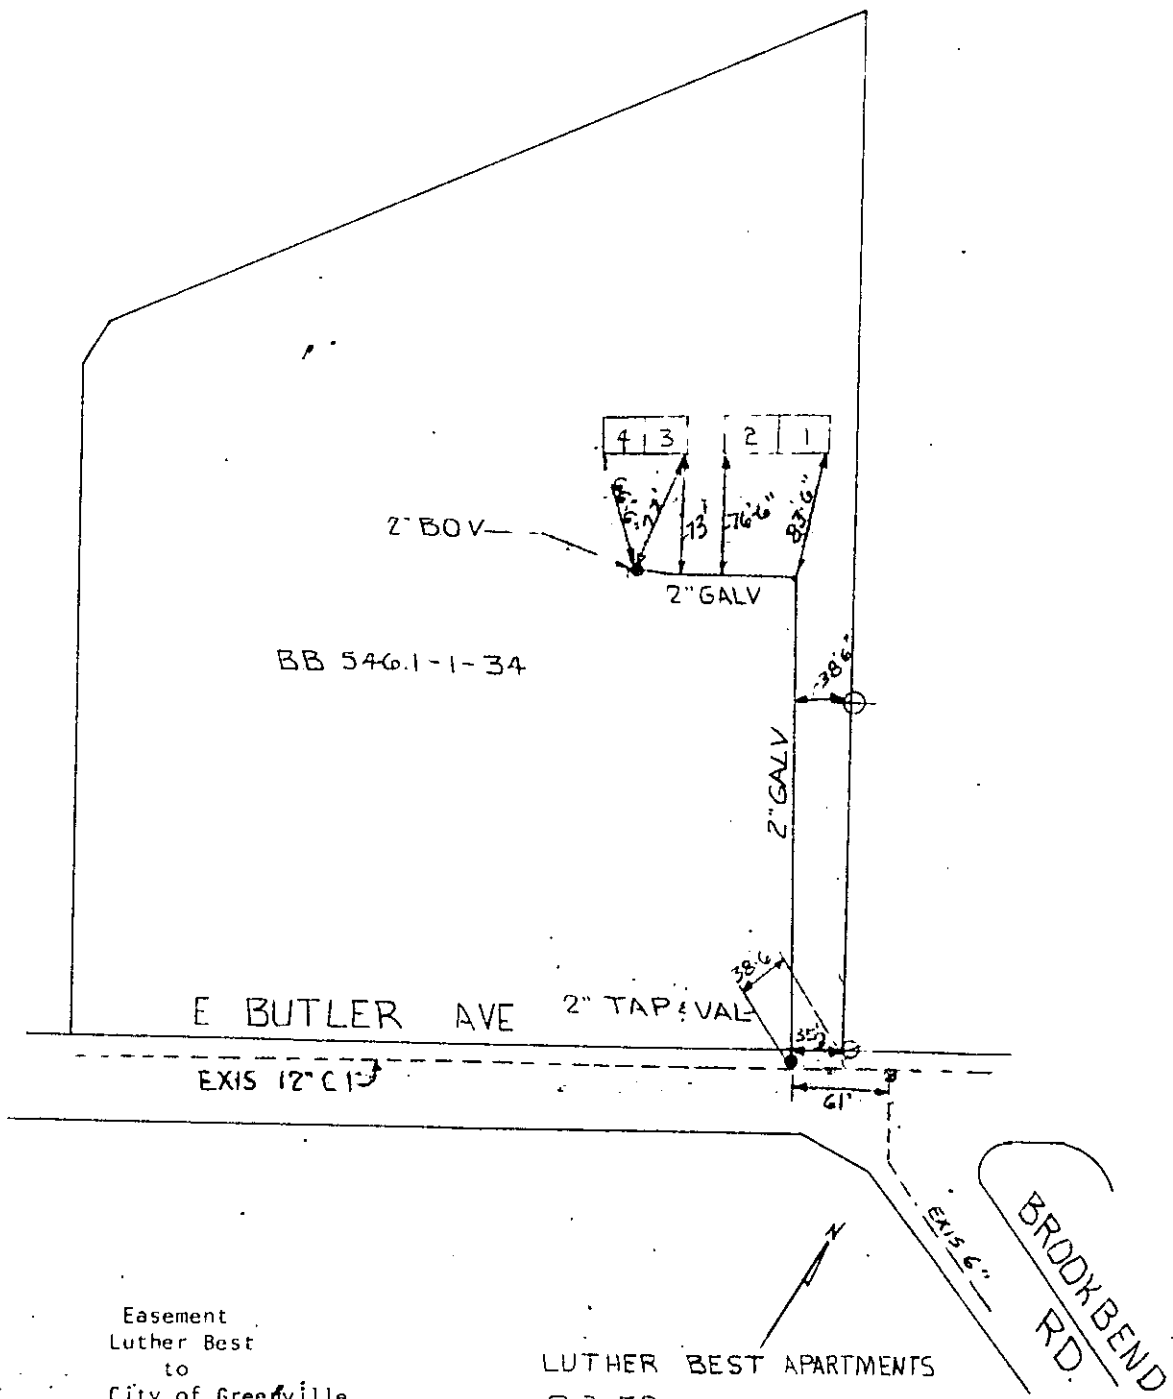 4 3 2 1
77'
73'
76'6"
83'6"
2" BOV
2" GALV
BB 546.1-1-34
38'6"
2" GALV
38'6
E BUTLER AVE
2" TAP & VAL
EXIS 12" CI
61'
EXIS 6"
BROOKBEND
RD.
N
Easement
Luther Best
to
City of Greenville
LUTHER BEST APARTMENTS